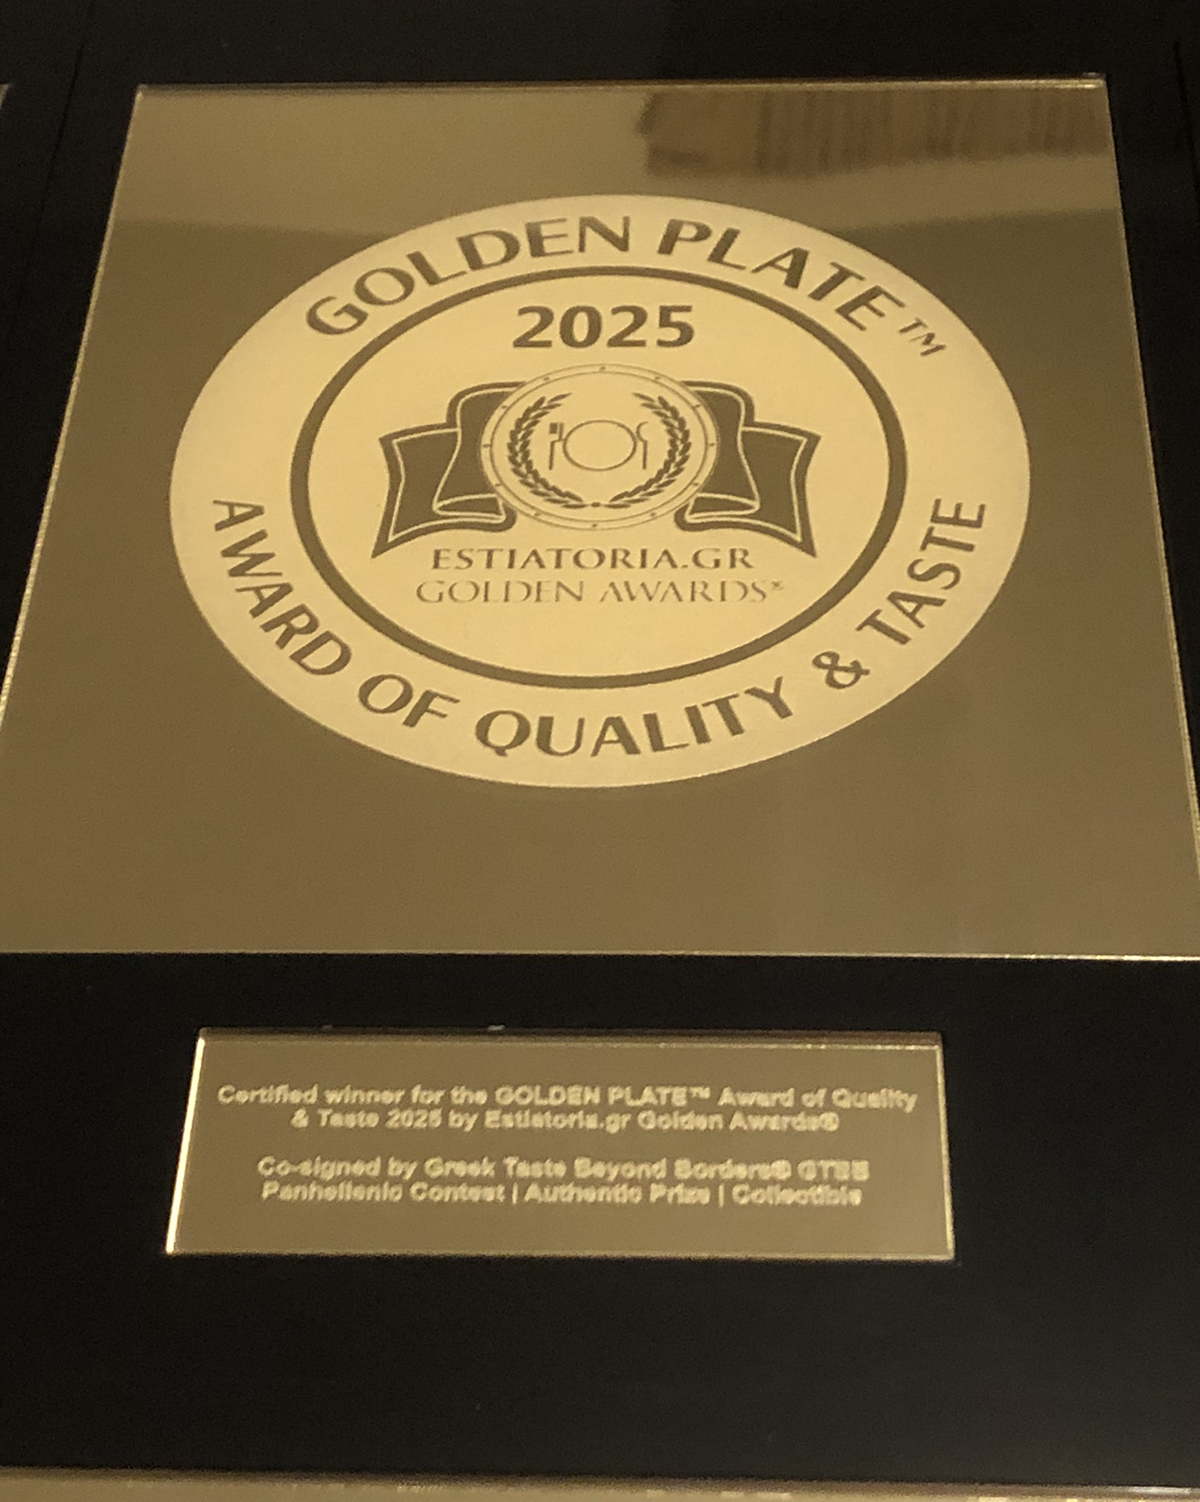 GOLDEN PLATE™
2025
ESTIATORIA.GR
GOLDEN AWARDS®
AWARD OF QUALITY & TASTE
Certified winner for the GOLDEN PLATE™ Award of Quality
& Taste 2025 by Estiatoria.gr Golden Awards®
Co-signed by Greek Taste Beyond Borders® GTBB
Panhellenic Contest | Authentic Prize | Collectible